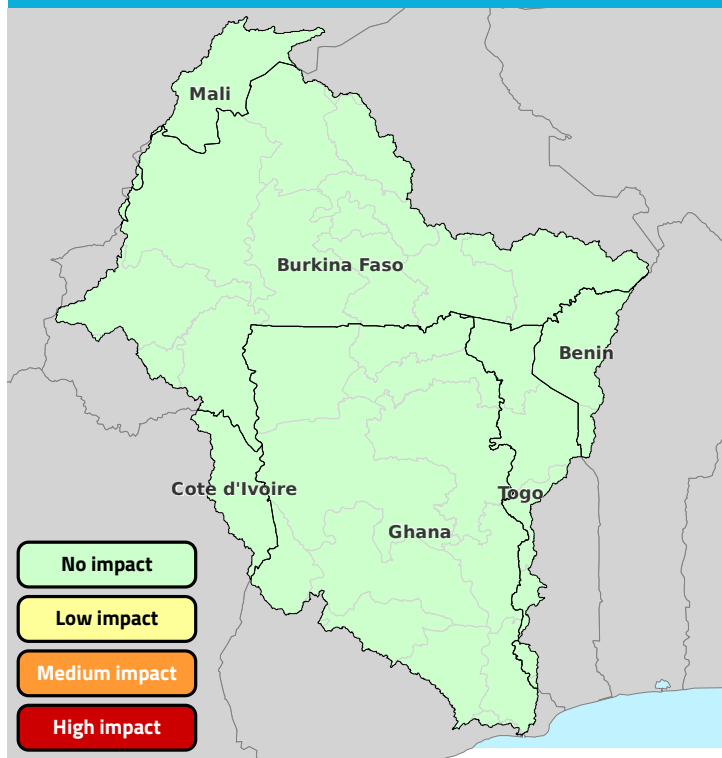 Mali
Burkina Faso
Benin
Cote d'Ivoire
Togo
Ghana
No impact
Low impact
Medium impact
High impact